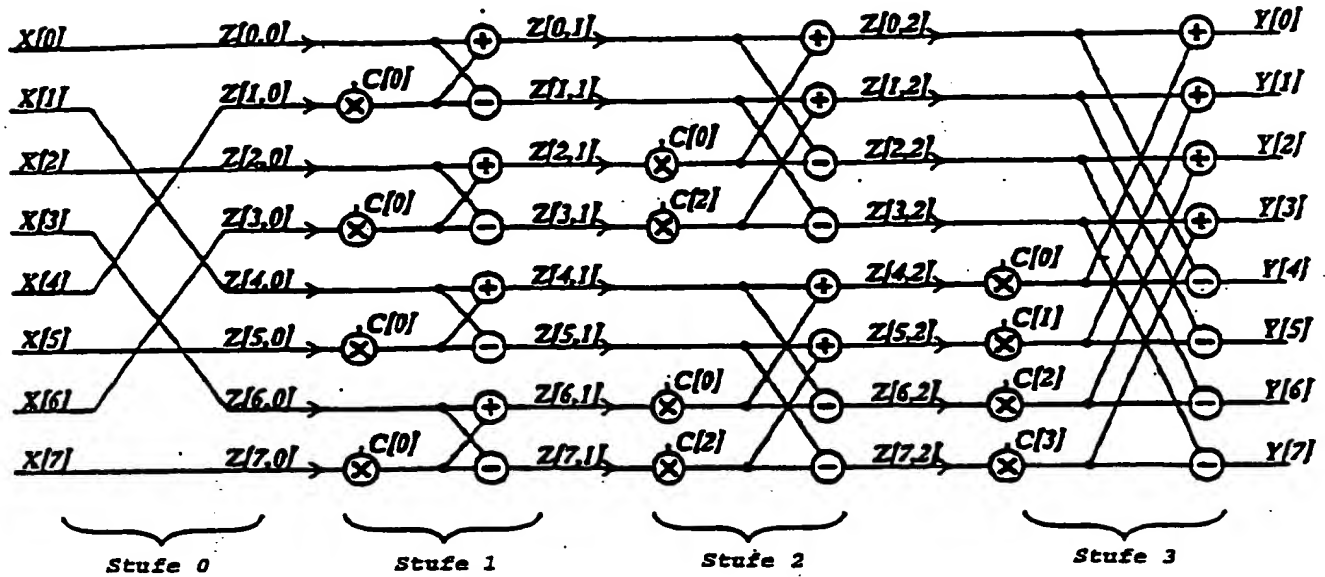 X[0] Z[0,0] Z[0,1] Z[0,2] Y[0]
X[1] Z[1,0] C[0] Z[1,1] Z[1,2] Y[1]
X[2] Z[2,0] Z[2,1] C[0] Z[2,2] Y[2]
X[3] Z[3,0] C[0] Z[3,1] C[2] Z[3,2] Y[3]
X[4] Z[4,0] Z[4,1] Z[4,2] C[0] Y[4]
X[5] Z[5,0] C[0] Z[5,1] Z[5,2] C[1] Y[5]
X[6] Z[6,0] Z[6,1] C[0] Z[6,2] C[2] Y[6]
X[7] Z[7,0] C[0] Z[7,1] C[2] Z[7,2] C[3] Y[7]
Stufe 0 Stufe 1 Stufe 2 Stufe 3